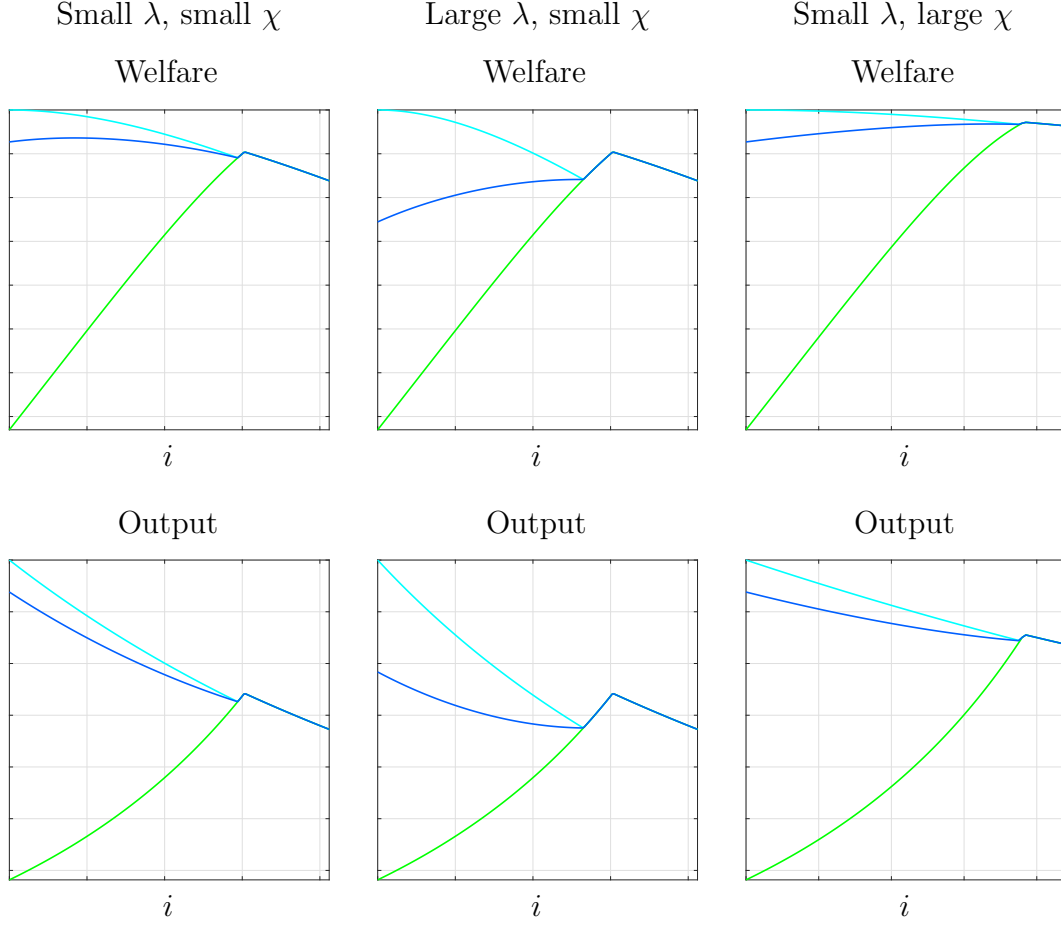 Small λ, small χ
Large λ, small χ
Small λ, large χ
Welfare
Welfare
Welfare
i
i
i
Output
Output
Output
i
i
i